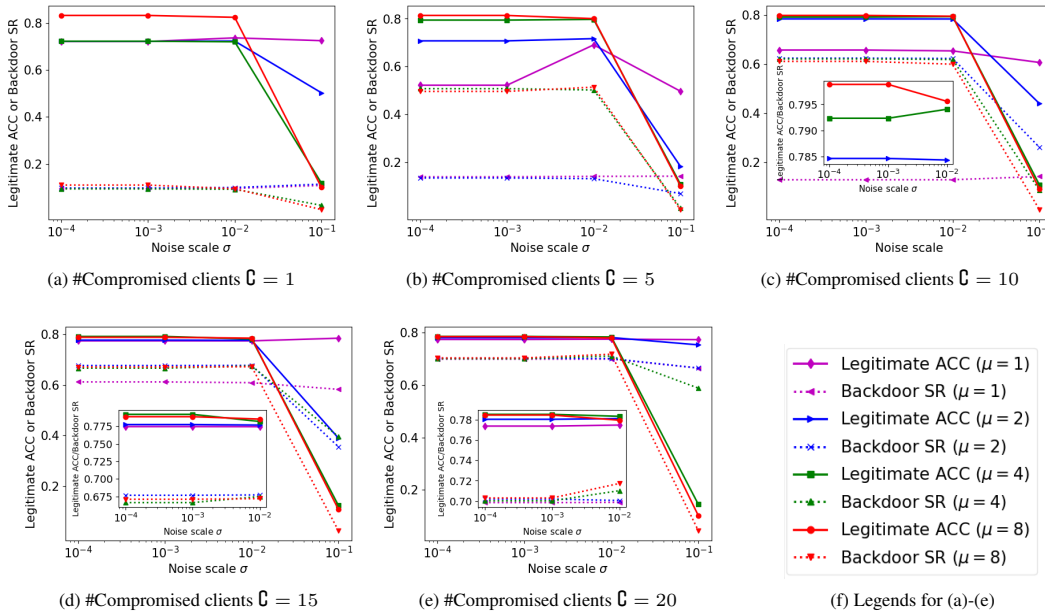 Legitimate ACC or Backdoor SR
0.8
0.6
0.4
0.2
10⁻⁴
10⁻³
10⁻²
10⁻¹
Noise scale σ
(a) #Compromised clients C = 1
Legitimate ACC or Backdoor SR
0.8
0.6
0.4
0.2
0.0
10⁻⁴
10⁻³
10⁻²
10⁻¹
Noise scale σ
(b) #Compromised clients C = 5
Legitimate ACC or Backdoor SR
0.8
0.6
0.4
0.2
0.0
Legitimate ACC/Backdoor SR
0.795
0.790
0.785
10⁻⁴
10⁻³
10⁻²
10⁻⁴
10⁻³
10⁻²
10⁻¹
Noise scale
(c) #Compromised clients C = 10
Legitimate ACC or Backdoor SR
0.8
0.6
0.4
0.2
Legitimate ACC/Backdoor SR
0.775
0.750
0.725
0.700
0.675
10⁻⁴
10⁻³
10⁻²
10⁻⁴
10⁻³
10⁻²
10⁻¹
Noise scale σ
(d) #Compromised clients C = 15
Legitimate ACC or Backdoor SR
0.8
0.6
0.4
0.2
Legitimate ACC/Backdoor SR
0.78
0.76
0.74
0.72
0.70
10⁻⁴
10⁻³
10⁻²
10⁻⁴
10⁻³
10⁻²
10⁻¹
Noise scale σ
(e) #Compromised clients C = 20
Legitimate ACC (μ = 1)
Backdoor SR (μ = 1)
Legitimate ACC (μ = 2)
Backdoor SR (μ = 2)
Legitimate ACC (μ = 4)
Backdoor SR (μ = 4)
Legitimate ACC (μ = 8)
Backdoor SR (μ = 8)
(f) Legends for (a)-(e)